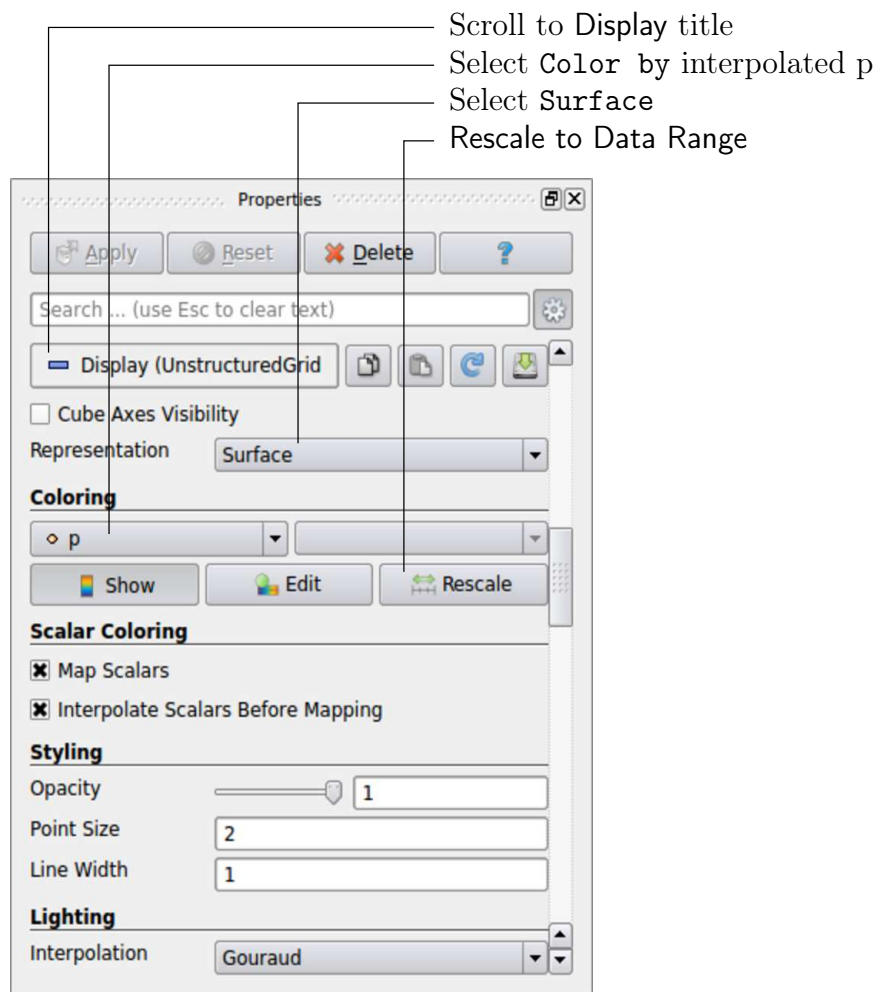 Scroll to Display title
Select Color by interpolated p
Select Surface
Rescale to Data Range
Properties
Apply Reset Delete ?
Search ... (use Esc to clear text)
Display (UnstructuredGrid
Cube Axes Visibility
Representation Surface
Coloring
p
Show Edit Rescale
Scalar Coloring
Map Scalars
Interpolate Scalars Before Mapping
Styling
Opacity 1
Point Size 2
Line Width 1
Lighting
Interpolation Gouraud